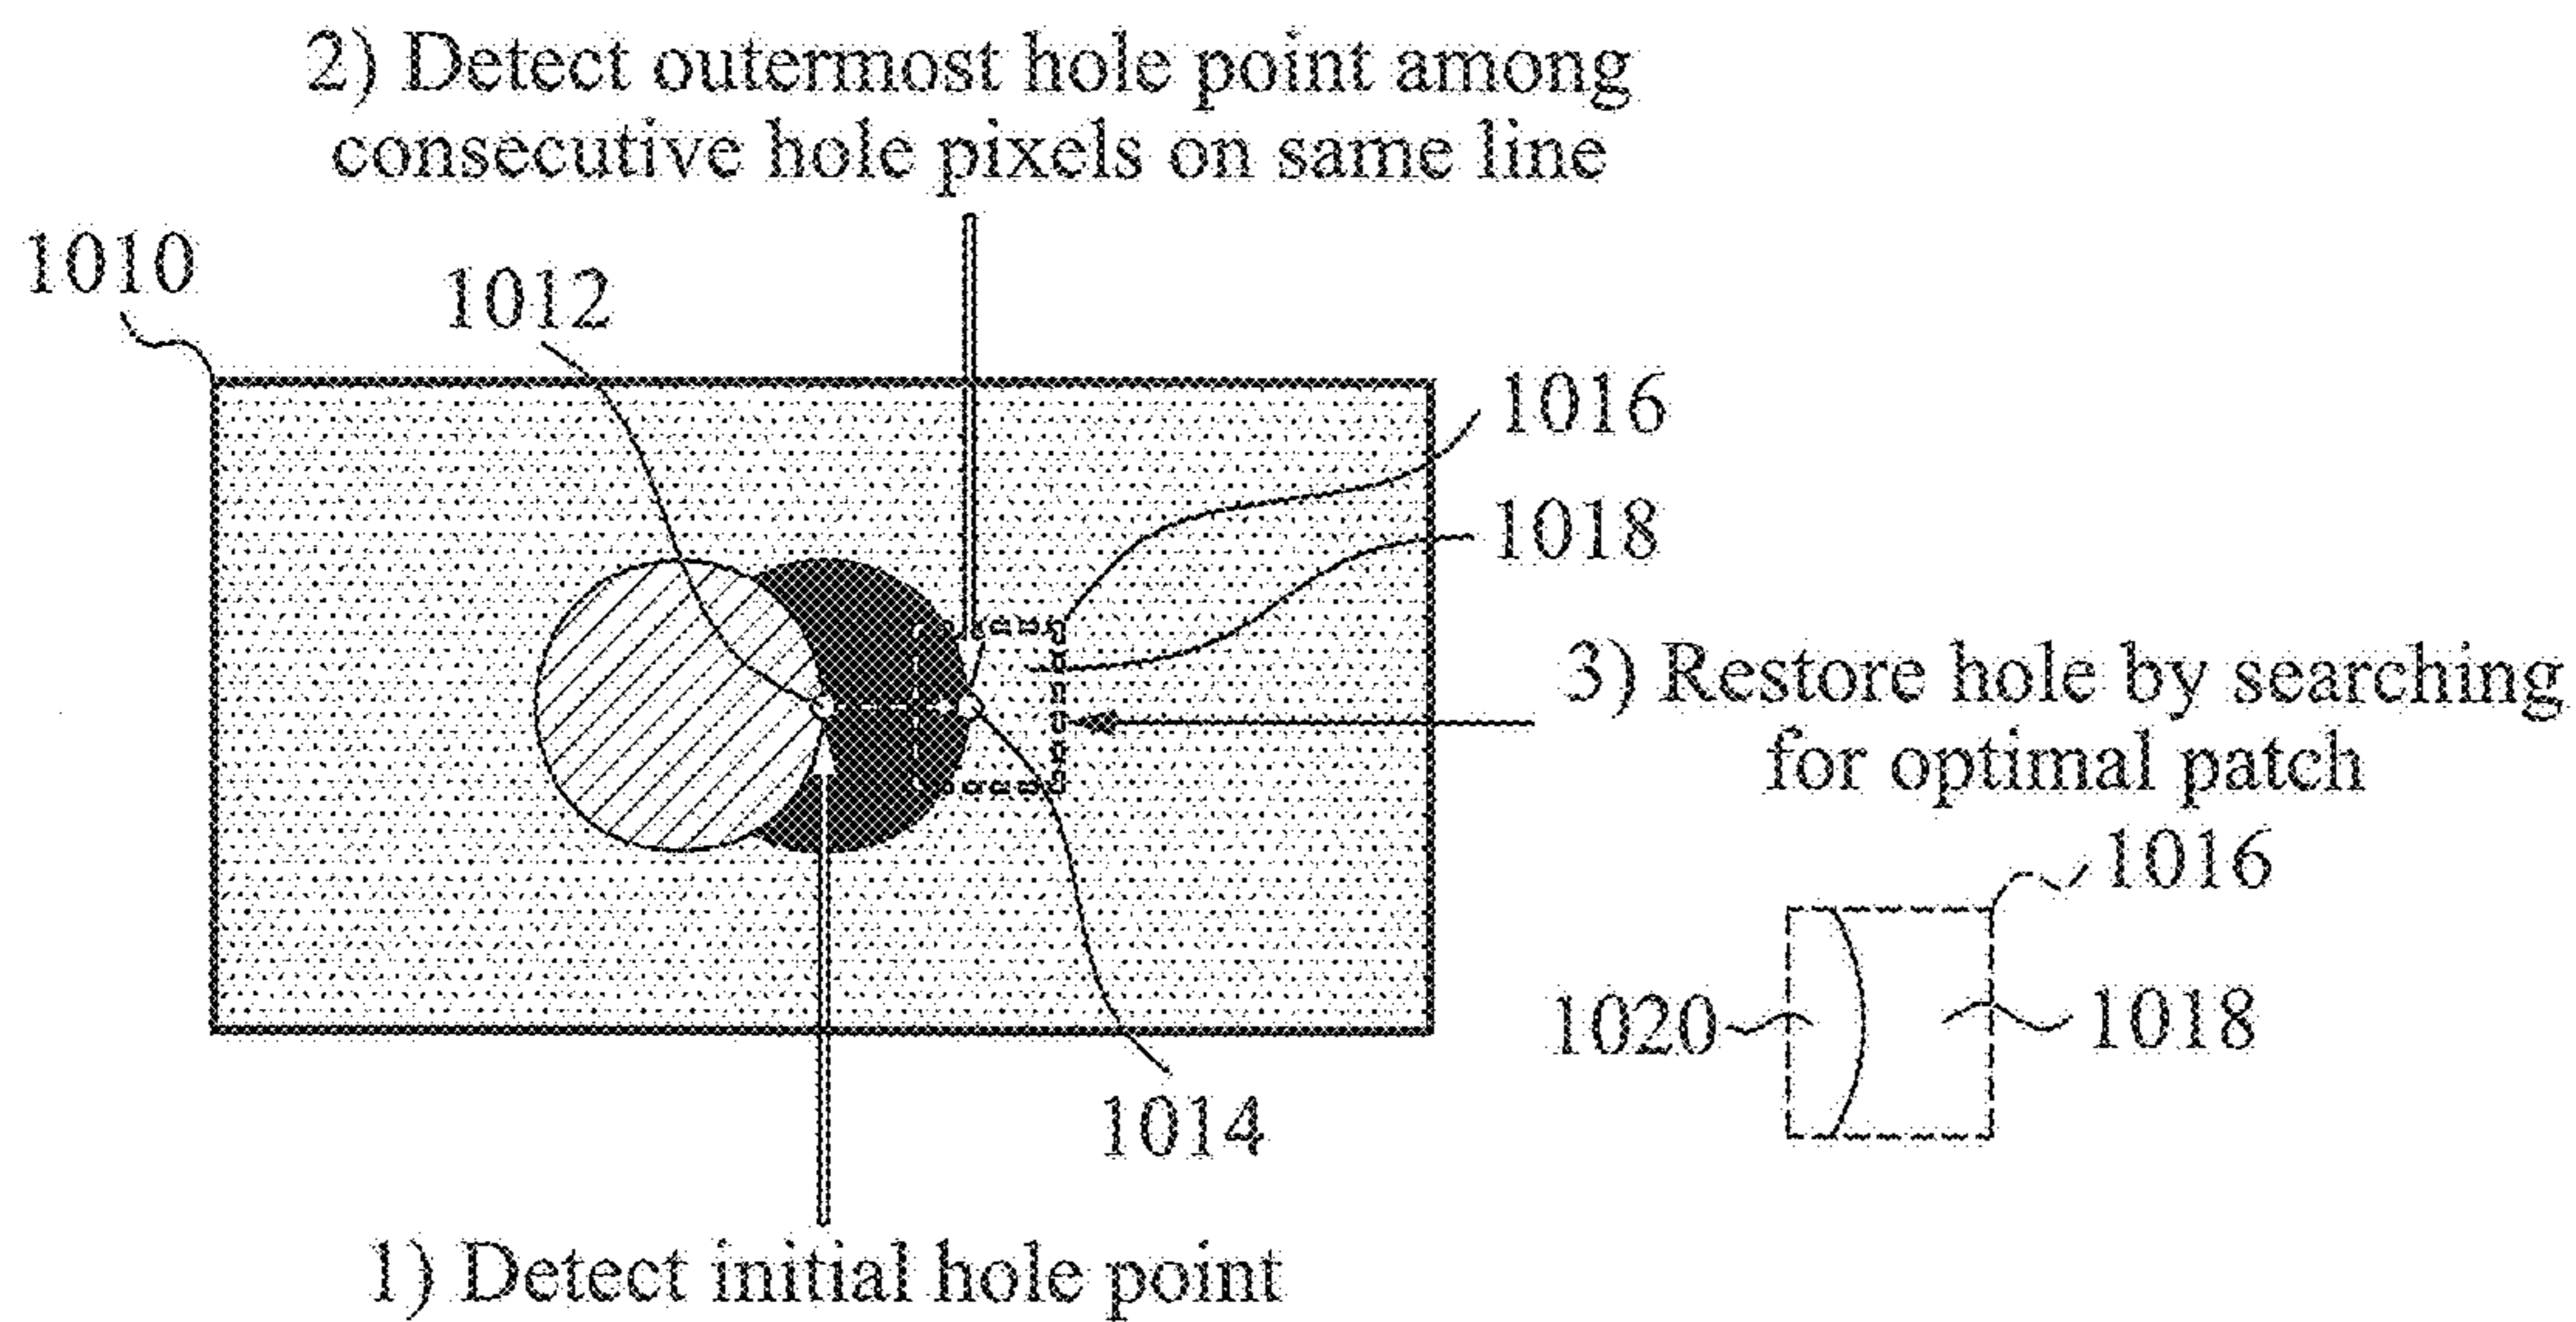 2) Detect outermost hole point among
consecutive hole pixels on same line
1010
1012
1016
1018
3) Restore hole by searching
for optimal patch
1016
1020
1018
1014
1) Detect initial hole point